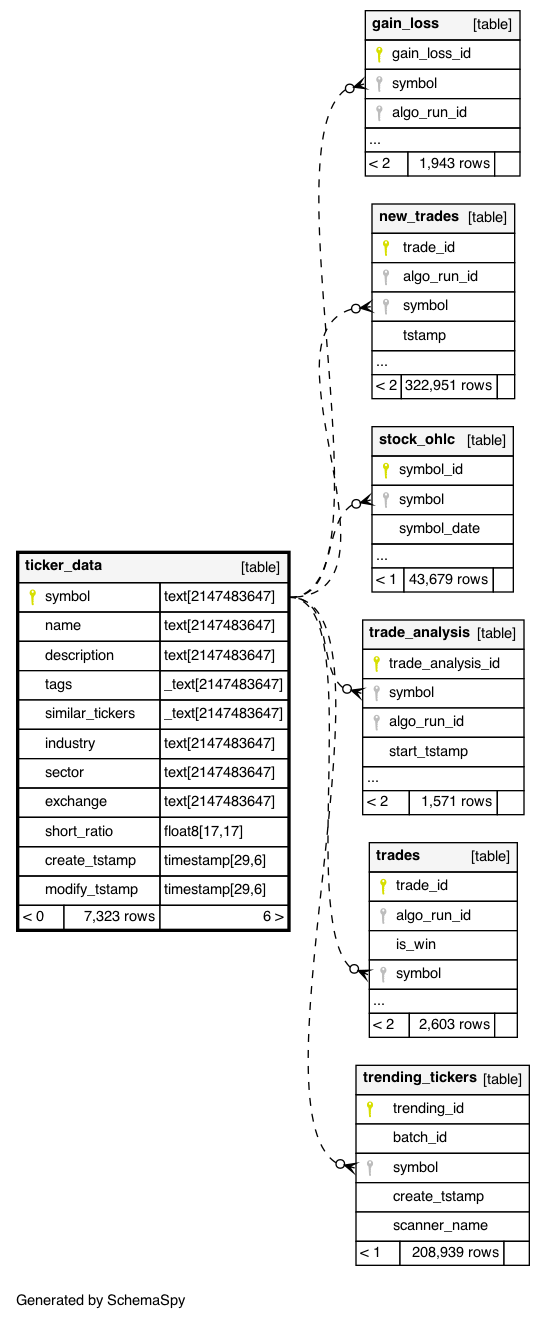 gain_loss [table]
gain_loss_id
symbol
algo_run_id
...
< 2 1,943 rows
new_trades [table]
trade_id
algo_run_id
symbol
tstamp
...
< 2 322,951 rows
stock_ohlc [table]
symbol_id
symbol
symbol_date
...
< 1 43,679 rows
ticker_data [table]
symbol text[2147483647]
name text[2147483647]
description text[2147483647]
tags _text[2147483647]
similar_tickers _text[2147483647]
industry text[2147483647]
sector text[2147483647]
exchange text[2147483647]
short_ratio float8[17,17]
create_tstamp timestamp[29,6]
modify_tstamp timestamp[29,6]
< 0 7,323 rows 6 >
trade_analysis [table]
trade_analysis_id
symbol
algo_run_id
start_tstamp
...
< 2 1,571 rows
trades [table]
trade_id
algo_run_id
is_win
symbol
...
< 2 2,603 rows
trending_tickers [table]
trending_id
batch_id
symbol
create_tstamp
scanner_name
< 1 208,939 rows
Generated by SchemaSpy